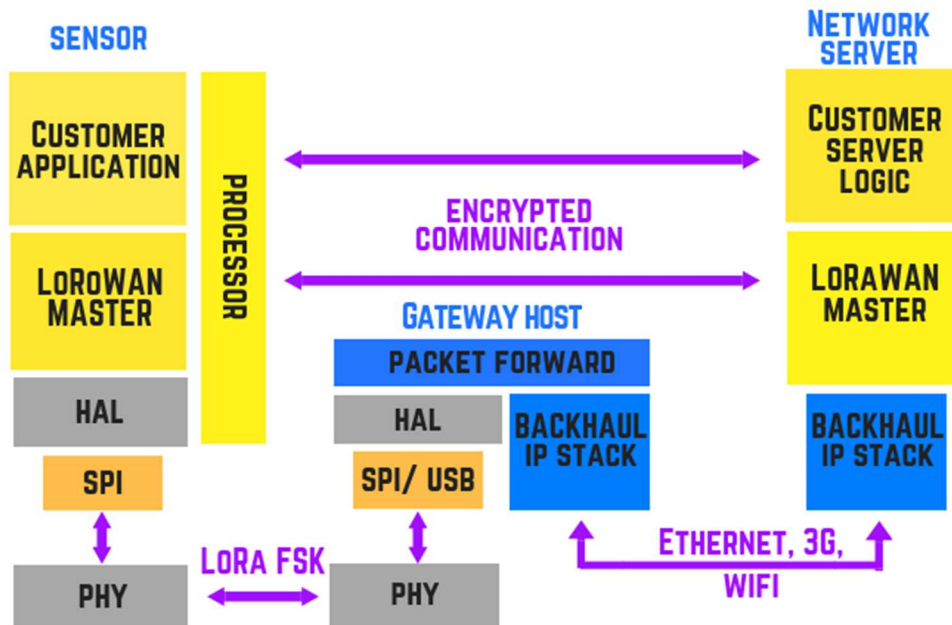 SENSOR
NETWORK
SERVER
CUSTOMER
APPLICATION
PROCESSOR
CUSTOMER
SERVER
LOGIC
ENCRYPTED
COMMUNICATION
LOROWAN
MASTER
LORAWAN
MASTER
GATEWAY HOST
PACKET FORWARD
HAL
HAL
BACKHAUL
IP STACK
BACKHAUL
IP STACK
SPI
SPI/ USB
LORA FSK
ETHERNET, 3G,
WIFI
PHY
PHY